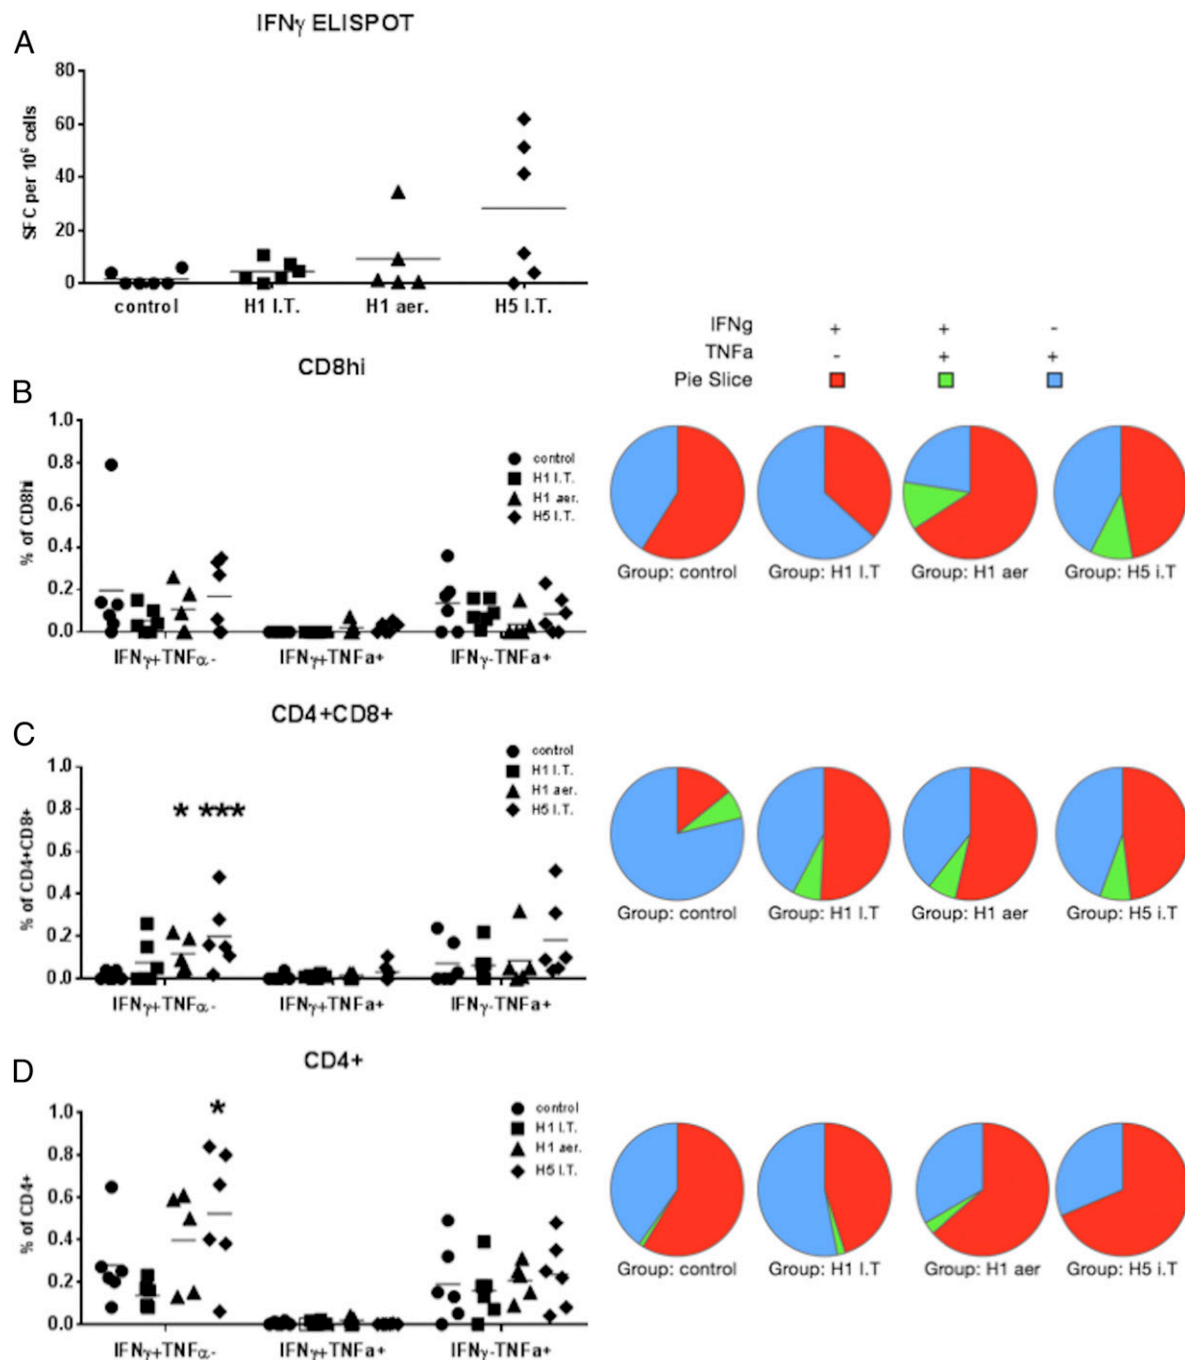 A
IFNγ ELISPOT
80
60
40
20
0
SFC per 10⁶ cells
control H1 I.T. H1 aer. H5 I.T.
IFNg + + -
TNFa - + +
Pie Slice
B
CD8hi
1.0
0.8
0.6
0.4
0.2
0.0
% of CD8hi
control
H1 I.T.
H1 aer.
H5 I.T.
IFNγ+TNFα- IFNγ+TNFa+ IFNγ-TNFa+
Group: control Group: H1 I.T Group: H1 aer Group: H5 i.T
C
CD4+CD8+
1.0
0.8
0.6
0.4
0.2
0.0
% of CD4+CD8+
* ***
control
H1 I.T.
H1 aer.
H5 I.T.
IFNγ+TNFα- IFNγ+TNFa+ IFNγ-TNFa+
Group: control Group: H1 I.T Group: H1 aer Group: H5 i.T
D
CD4+
1.0
0.8
0.6
0.4
0.2
0.0
% of CD4+
*
control
H1 I.T.
H1 aer.
H5 I.T.
IFNγ+TNFα- IFNγ+TNFa+ IFNγ-TNFa+
Group: control Group: H1 I.T Group: H1 aer Group: H5 i.T